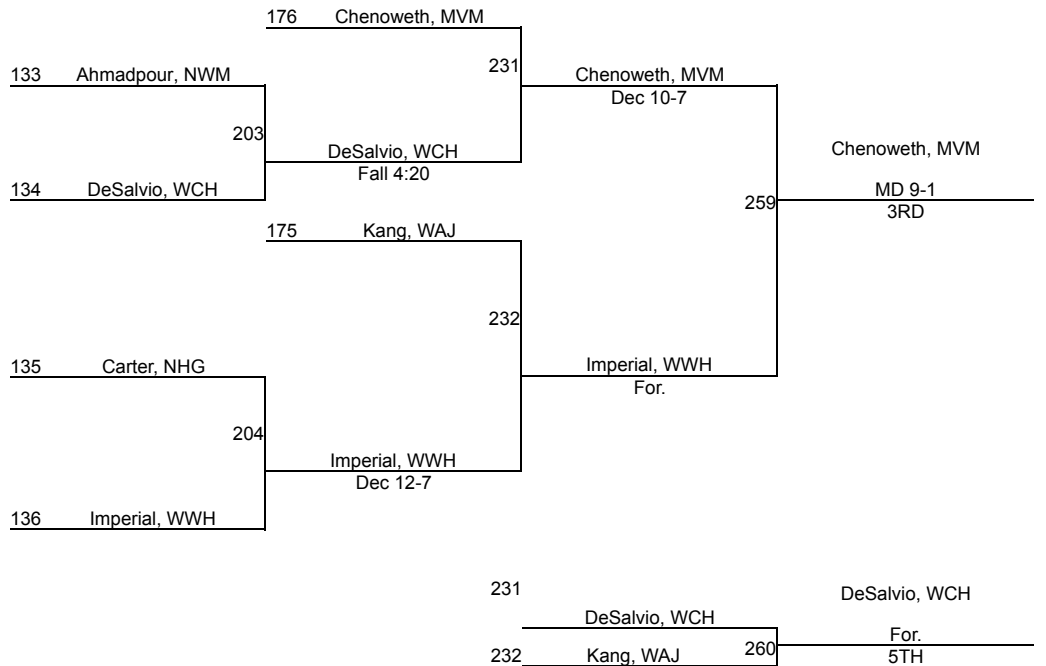 176 Chenoweth, MVM
133 Ahmadpour, NWM
231
Chenoweth, MVM
Dec 10-7
203
DeSalvio, WCH
Fall 4:20
Chenoweth, MVM
134 DeSalvio, WCH
259
MD 9-1
3RD
175 Kang, WAJ
232
135 Carter, NHG
Imperial, WWH
For.
204
Imperial, WWH
Dec 12-7
136 Imperial, WWH
231
DeSalvio, WCH
DeSalvio, WCH
232 Kang, WAJ
260
For.
5TH